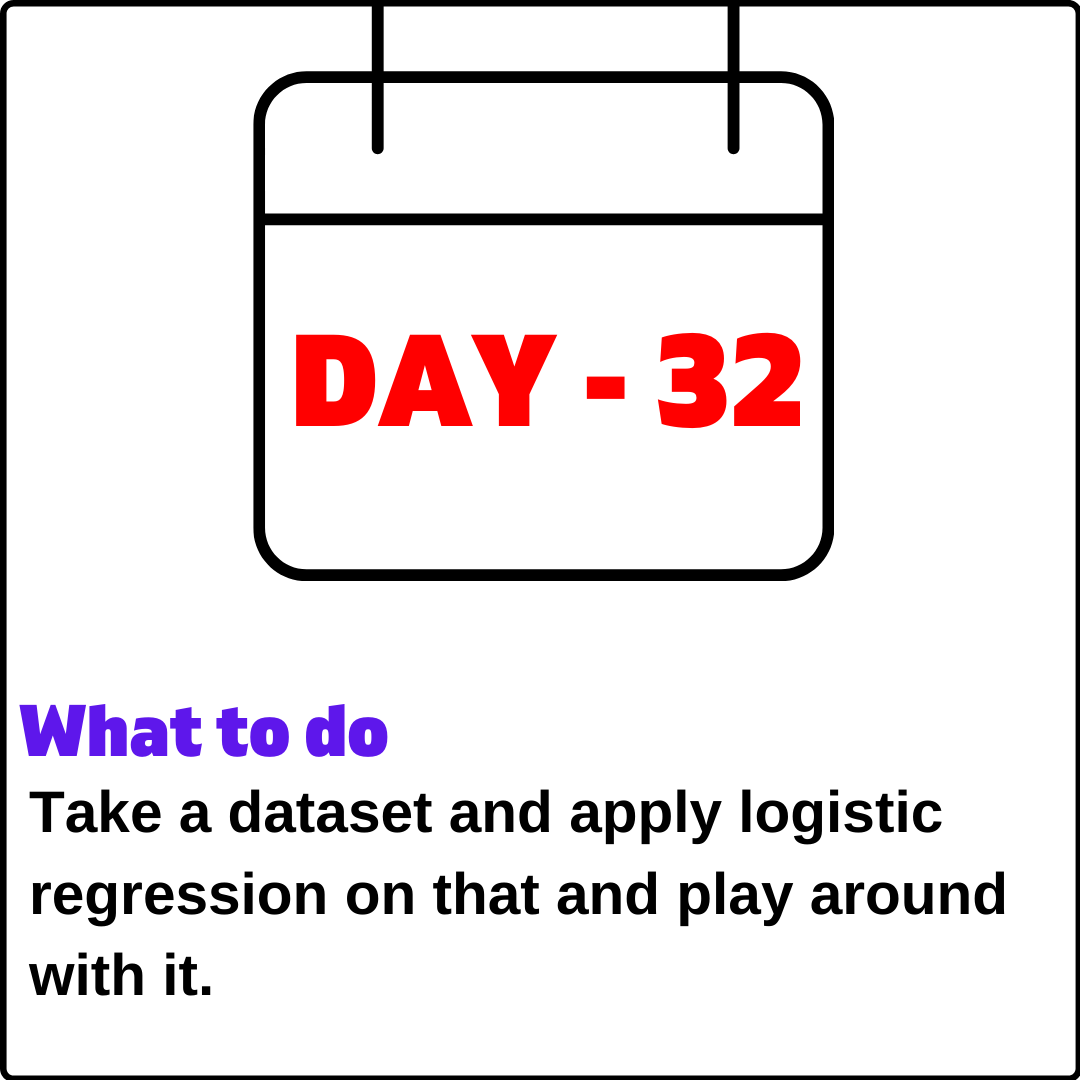 DAY - 32
What to do
Take a dataset and apply logistic
regression on that and play around
with it.